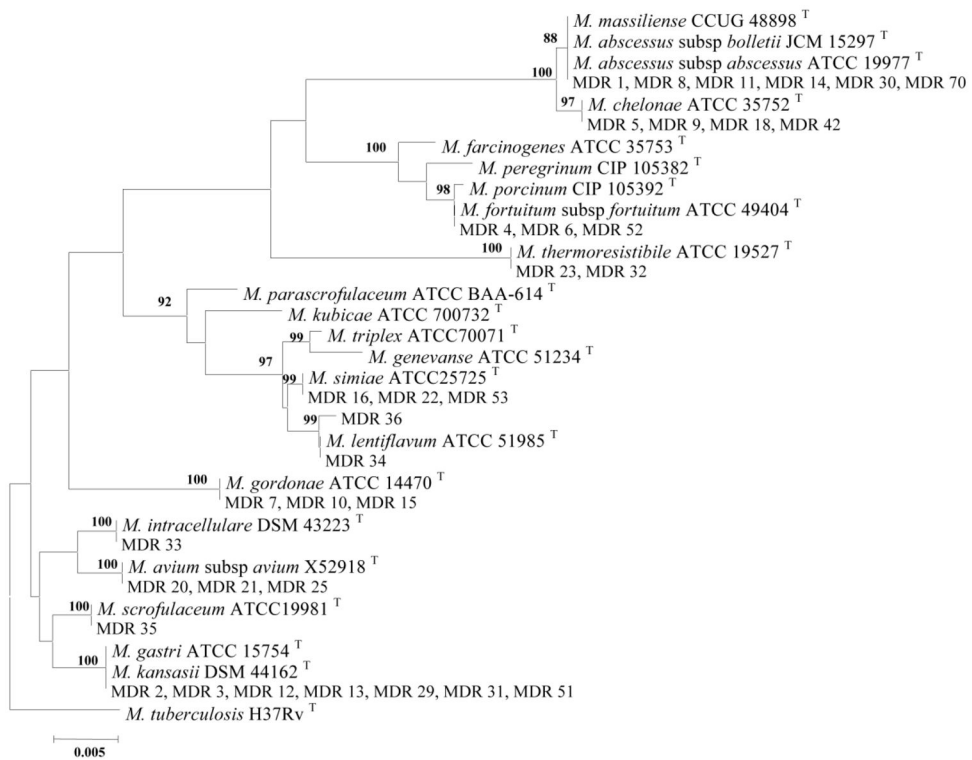 M. massiliense CCUG 48898 T
88
M. abscessus subsp bolletii JCM 15297 T
M. abscessus subsp abscessus ATCC 19977 T
100
MDR 1, MDR 8, MDR 11, MDR 14, MDR 30, MDR 70
97
M. chelonae ATCC 35752 T
MDR 5, MDR 9, MDR 18, MDR 42
100
M. farcinogenes ATCC 35753 T
M. peregrinum CIP 105382 T
98
M. porcinum CIP 105392 T
M. fortuitum subsp fortuitum ATCC 49404 T
MDR 4, MDR 6, MDR 52
100
M. thermoresistibile ATCC 19527 T
MDR 23, MDR 32
92
M. parascrofulaceum ATCC BAA-614 T
M. kubicae ATCC 700732 T
99
M. triplex ATCC70071 T
97
M. genevanse ATCC 51234 T
99
M. simiae ATCC25725 T
MDR 16, MDR 22, MDR 53
99
MDR 36
M. lentiflavum ATCC 51985 T
MDR 34
100
M. gordonae ATCC 14470 T
MDR 7, MDR 10, MDR 15
100
M. intracellulare DSM 43223 T
MDR 33
100
M. avium subsp avium X52918 T
MDR 20, MDR 21, MDR 25
100
M. scrofulaceum ATCC19981 T
MDR 35
M. gastri ATCC 15754 T
100
M. kansasii DSM 44162 T
MDR 2, MDR 3, MDR 12, MDR 13, MDR 29, MDR 31, MDR 51
M. tuberculosis H37Rv T
0.005